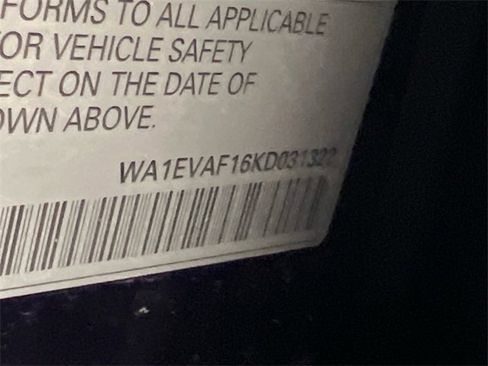 FORMS TO ALL APPLICABLE
OR VEHICLE SAFETY
ECT ON THE DATE OF
OWN ABOVE.
WA1EVAF16KD031322